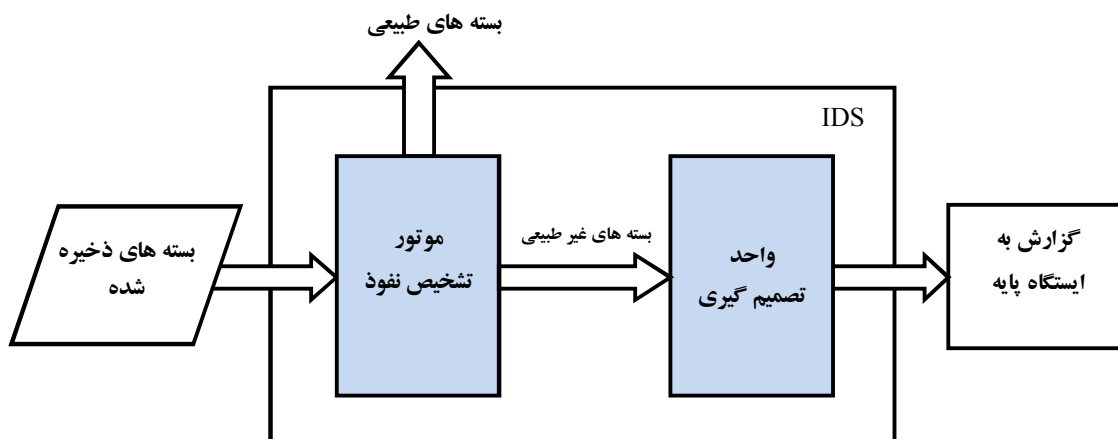 بسته های طبیعی
IDS
بسته های ذخیره
شده
موتور
تشخیص نفوذ
بسته های غیر طبیعی
واحد
تصمیم گیری
گزارش به
ایستگاه پایه